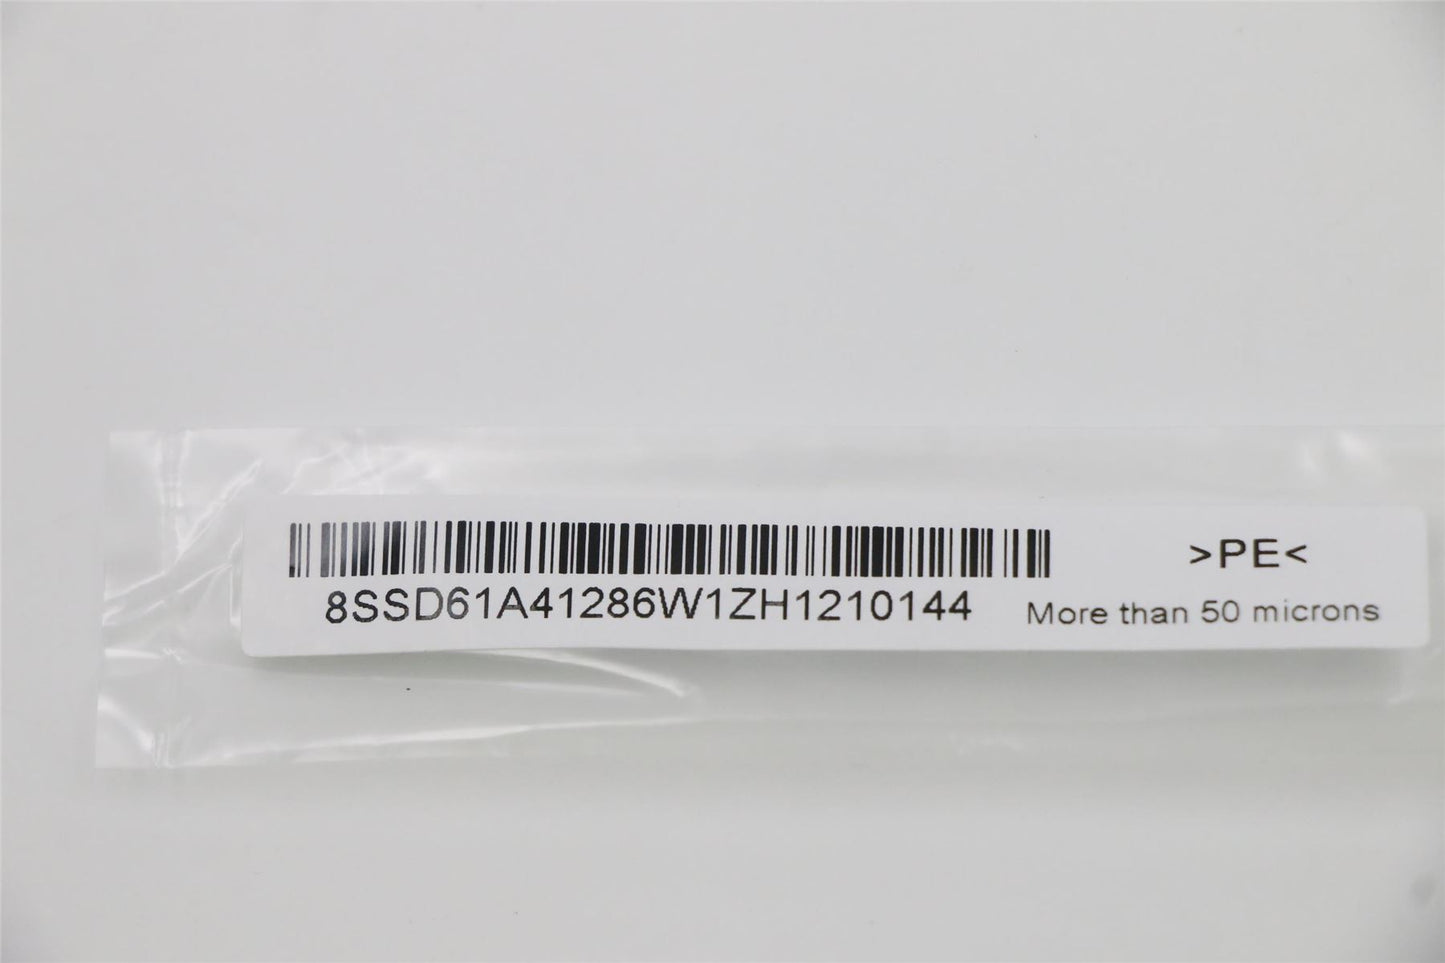 8SSD61A41286W1ZH1210144
>PE<
More than 50 microns